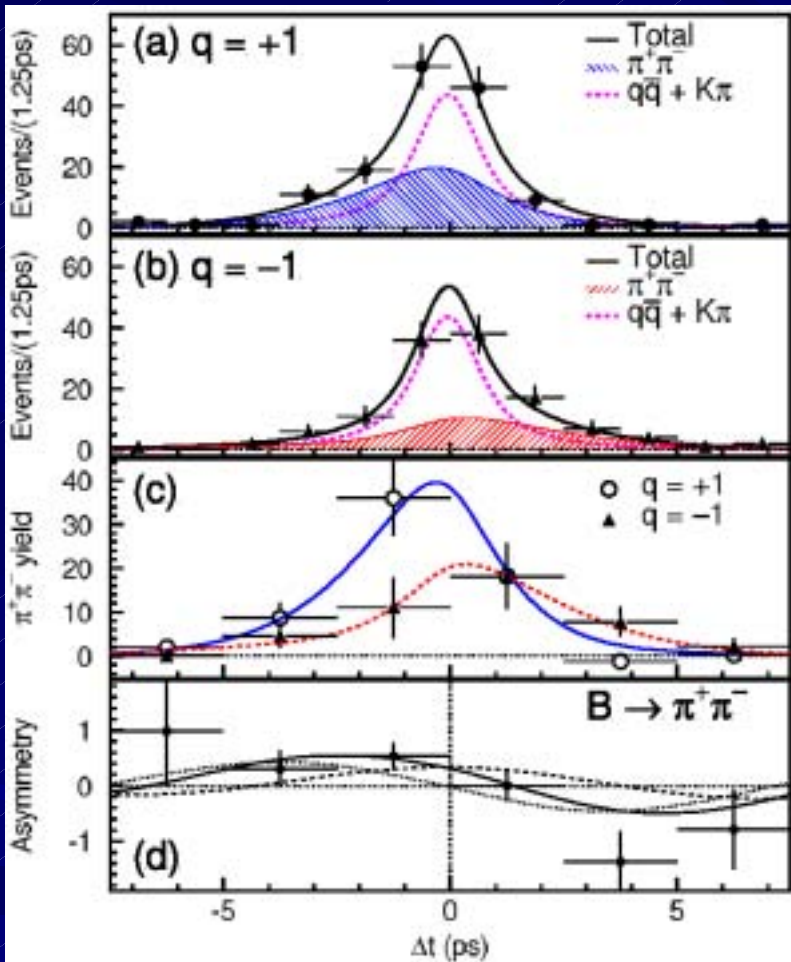 (a) q = +1
Total
π⁺π⁻
qq̄ + Kπ
Events/(1.25ps)
60
40
20
0
(b) q = −1
Total
π⁺π⁻
qq̄ + Kπ
Events/(1.25ps)
60
40
20
0
(c)
q = +1
q = −1
π⁺π⁻ yield
40
30
20
10
0
B → π⁺π⁻
Asymmetry
1
0
-1
(d)
-5 0 5
Δt (ps)